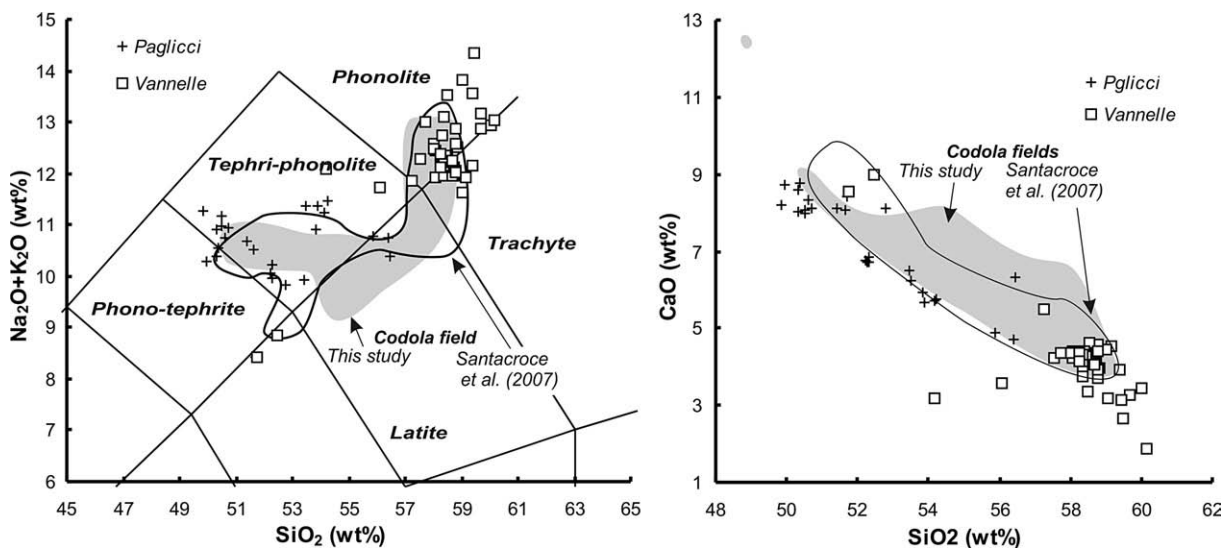 Na₂O+K₂O (wt%)
15
14
13
12
11
10
9
8
7
6
+ Paglicci
□ Vannelle
Phonolite
Tephri-phonolite
Trachyte
Phono-tephrite
Codola field
This study
Santacroce
et al. (2007)
Latite
45 47 49 51 53 55 57 59 61 63 65
SiO₂ (wt%)
CaO (wt%)
13
11
9
7
5
3
1
+ Pglicci
□ Vannelle
Codola fields
This study
Santacroce
et al. (2007)
48 50 52 54 56 58 60 62
SiO2 (wt%)